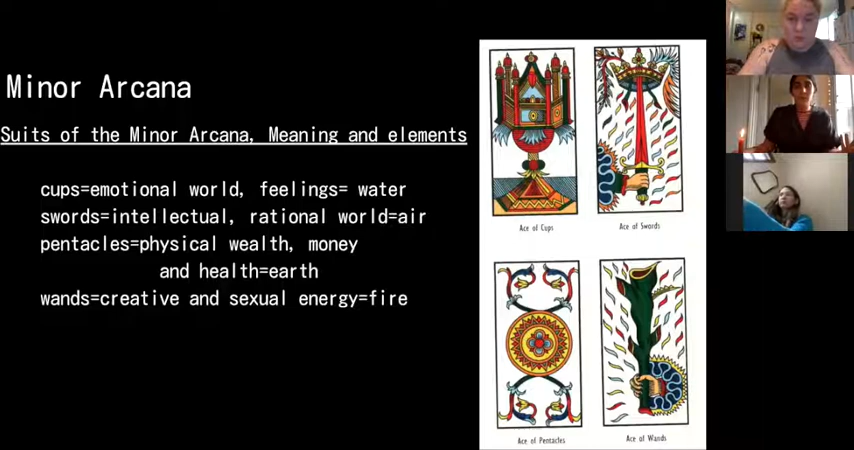 Minor Arcana
Suits of the Minor Arcana, Meaning and elements
cups=emotional world, feelings= water
swords=intellectual, rational world=air
pentacles=physical wealth, money
and health=earth
wands=creative and sexual energy=fire
Ace of Cups
Ace of Swords
Ace of Pentacles
Ace of Wands